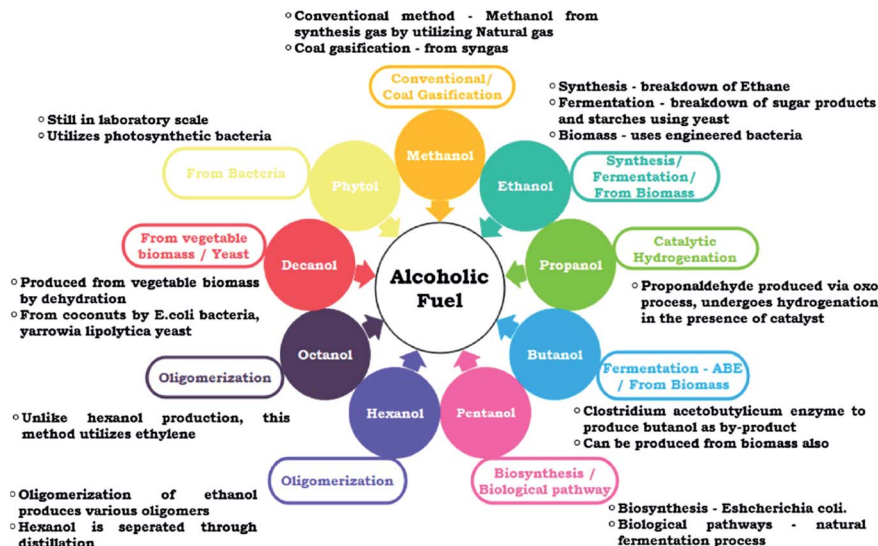 ○ Conventional method - Methanol from
synthesis gas by utilizing Natural gas
○ Coal gasification - from syngas
Conventional/
Coal Gasification
Methanol
○ Synthesis - breakdown of Ethane
○ Fermentation - breakdown of sugar products
and starches using yeast
○ Biomass - uses engineered bacteria
Synthesis/
Fermentation/
From Biomass
Ethanol
Catalytic
Hydrogenation
Propanol
○ Proponaldehyde produced via oxo
process, undergoes hydrogenation
in the presence of catalyst
Butanol
Fermentation - ABE
/ From Biomass
○ Clostridium acetobutylicum enzyme to
produce butanol as by-product
○ Can be produced from biomass also
Pentanol
Biosynthesis /
Biological pathway
○ Biosynthesis - Eshcherichia coli.
○ Biological pathways - natural
fermentation process
Hexanol
Oligomerization
○ Oligomerization of ethanol
produces various oligomers
○ Hexanol is seperated through
distillation
Octanol
Oligomerization
○ Unlike hexanol production, this
method utilizes ethylene
Decanol
From vegetable
biomass / Yeast
○ Produced from vegetable biomass
by dehydration
○ From coconuts by E.coli bacteria,
yarrowia lipolytica yeast
Phytol
From Bacteria
○ Still in laboratory scale
○ Utilizes photosynthetic bacteria
Alcoholic
Fuel